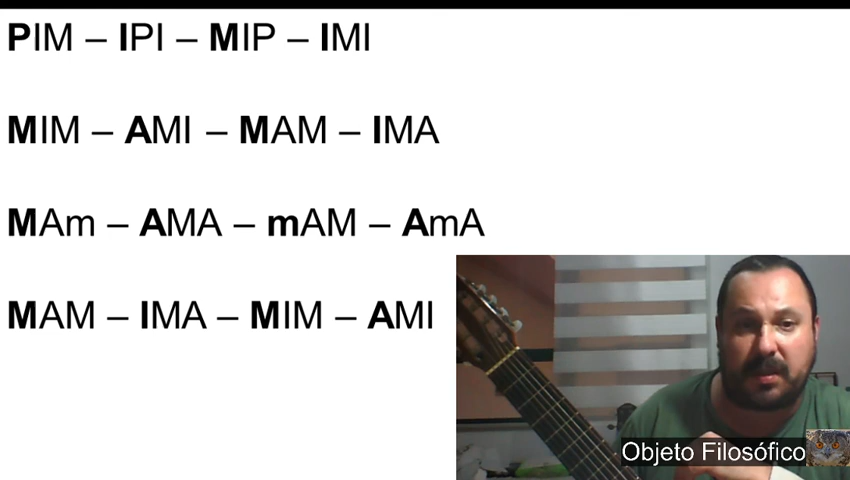 PIM – IPI – MIP – IMI
MIM – AMI – MAM – IMA
MAm – AMA – mAM – AmA
MAM – IMA – MIM – AMI
Objeto Filosófico